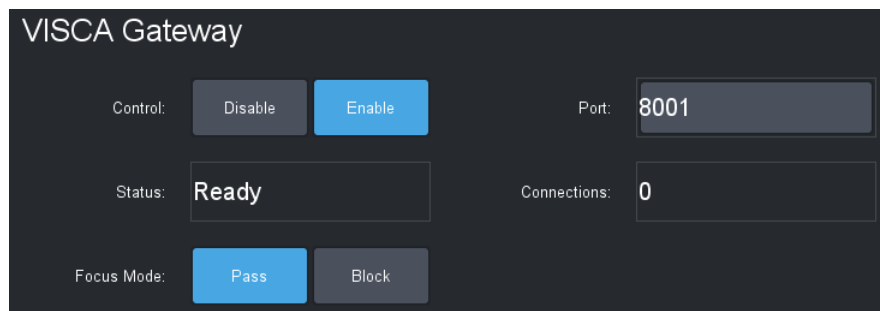 VISCA Gateway
Control: Disable Enable Port: 8001
Status: Ready Connections: 0
Focus Mode: Pass Block